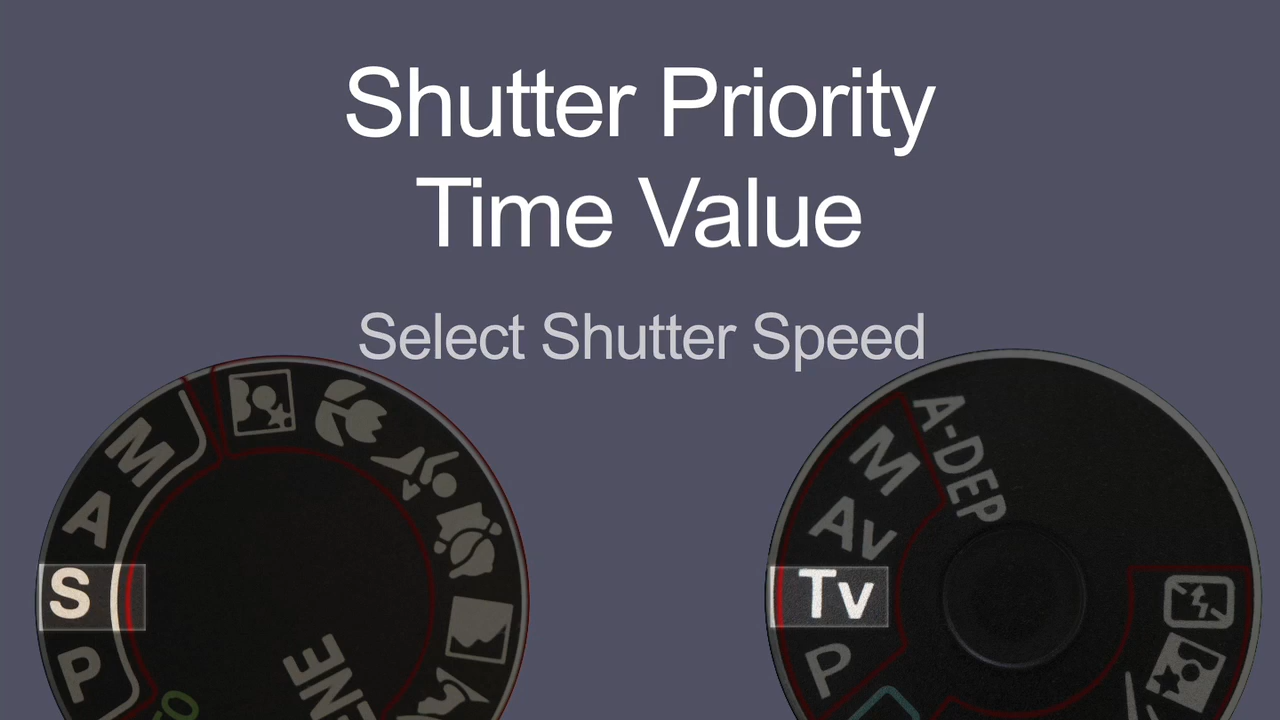 Shutter Priority
Time Value
Select Shutter Speed
M
A
S
P
A-DEP
M
Av
Tv
P